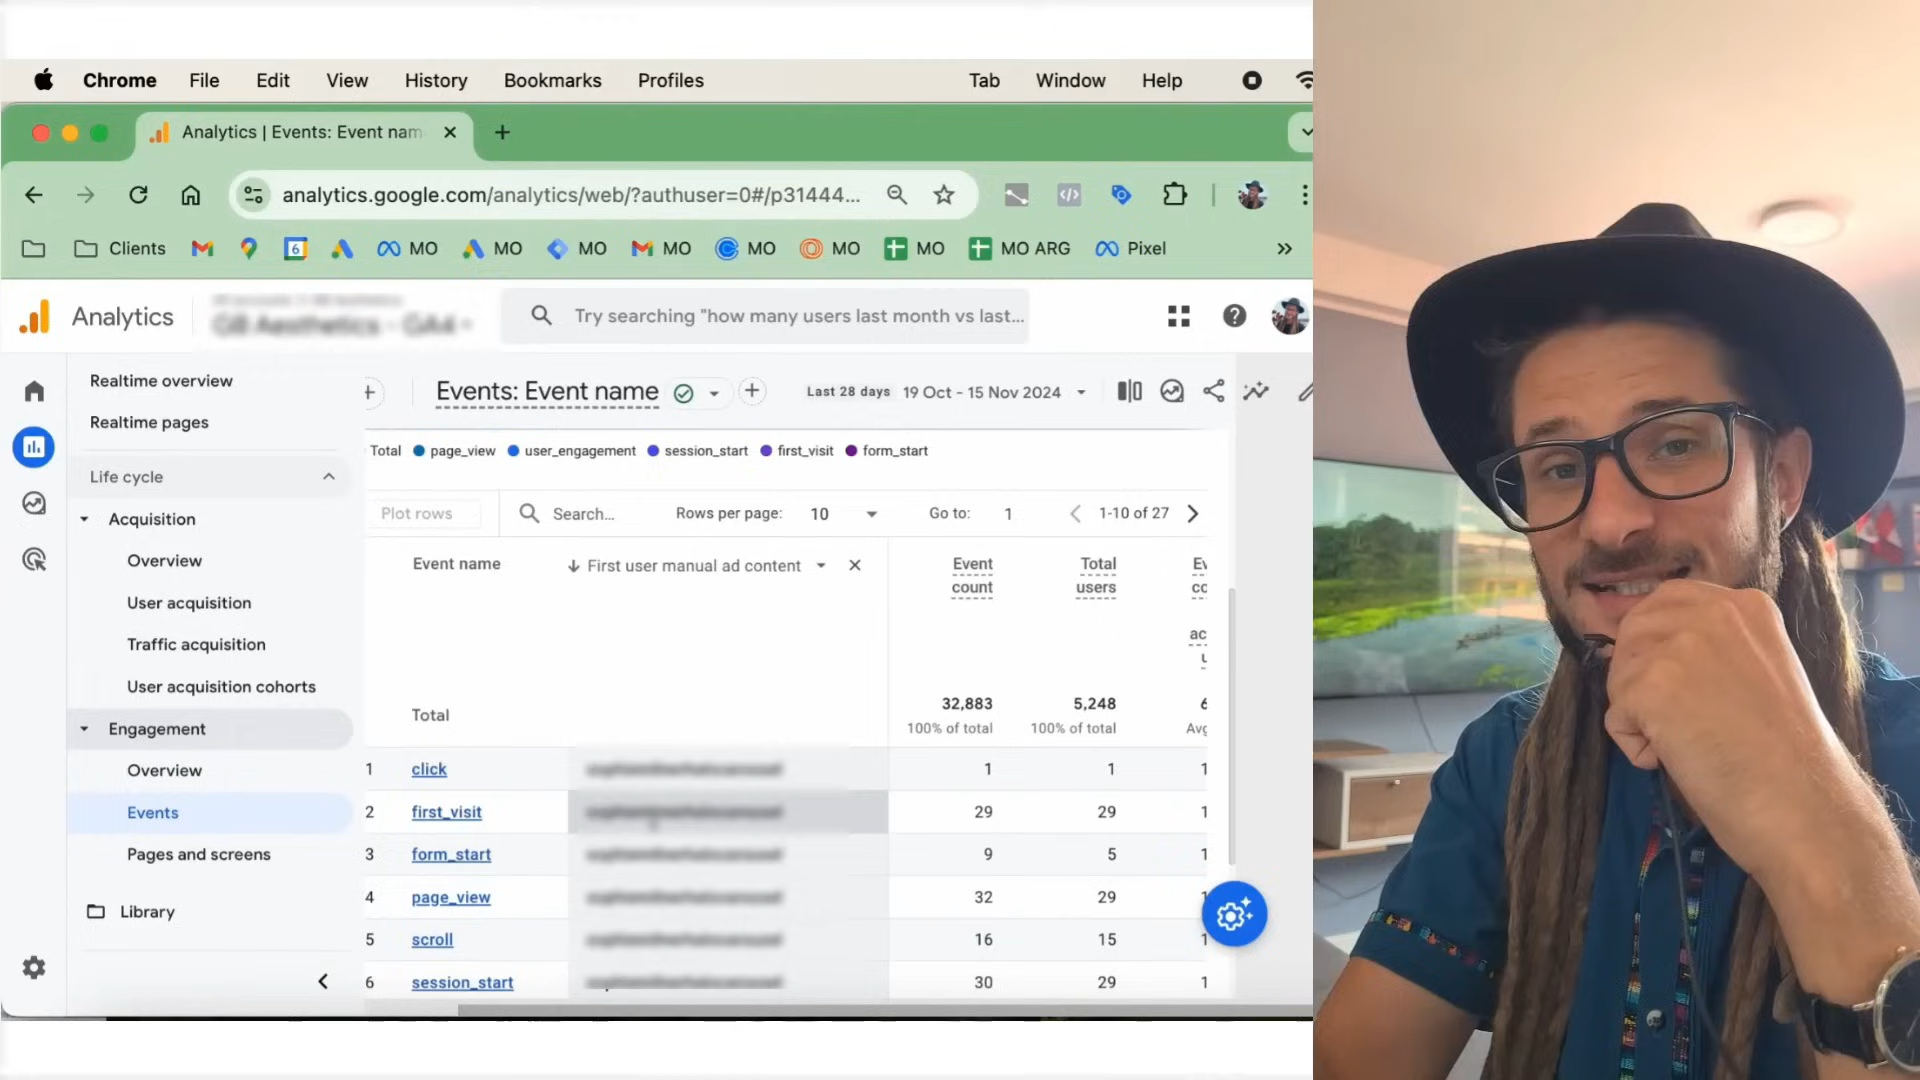 Chrome File Edit View History Bookmarks Profiles Tab Window Help
Analytics | Events: Event nam
analytics.google.com/analytics/web/?authuser=0#/p31444...
Clients 6 MO MO MO MO MO MO MO MO ARG Pixel
Analytics
Try searching "how many users last month vs last...
Realtime overview
Realtime pages
Life cycle
Acquisition
Overview
User acquisition
Traffic acquisition
User acquisition cohorts
Engagement
Overview
Events
Pages and screens
Library
Events: Event name
Last 28 days 19 Oct - 15 Nov 2024
Total page_view user_engagement session_start first_visit form_start
Plot rows Search... Rows per page: 10 Go to: 1 1-10 of 27
Event name First user manual ad content Event count Total users
Total 32,883 5,248 6
100% of total 100% of total Avg
1 click 1 1 1
2 first_visit 29 29 1
3 form_start 9 5 1
4 page_view 32 29 1
5 scroll 16 15 1
6 session_start 30 29 1